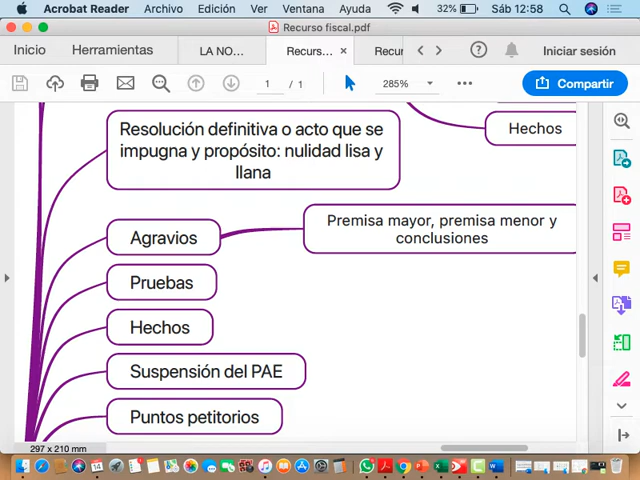 Acrobat Reader Archivo Edición Ver Ventana Ayuda 32% Sáb 12:58
Recurso fiscal.pdf
Inicio Herramientas LA NO... Recurs... × Recur Iniciar sesión
1 / 1 285% Compartir
Resolución definitiva o acto que se
impugna y propósito: nulidad lisa y
llana
Hechos
Agravios
Premisa mayor, premisa menor y
conclusiones
Pruebas
Hechos
Suspensión del PAE
Puntos petitorios
297 x 210 mm